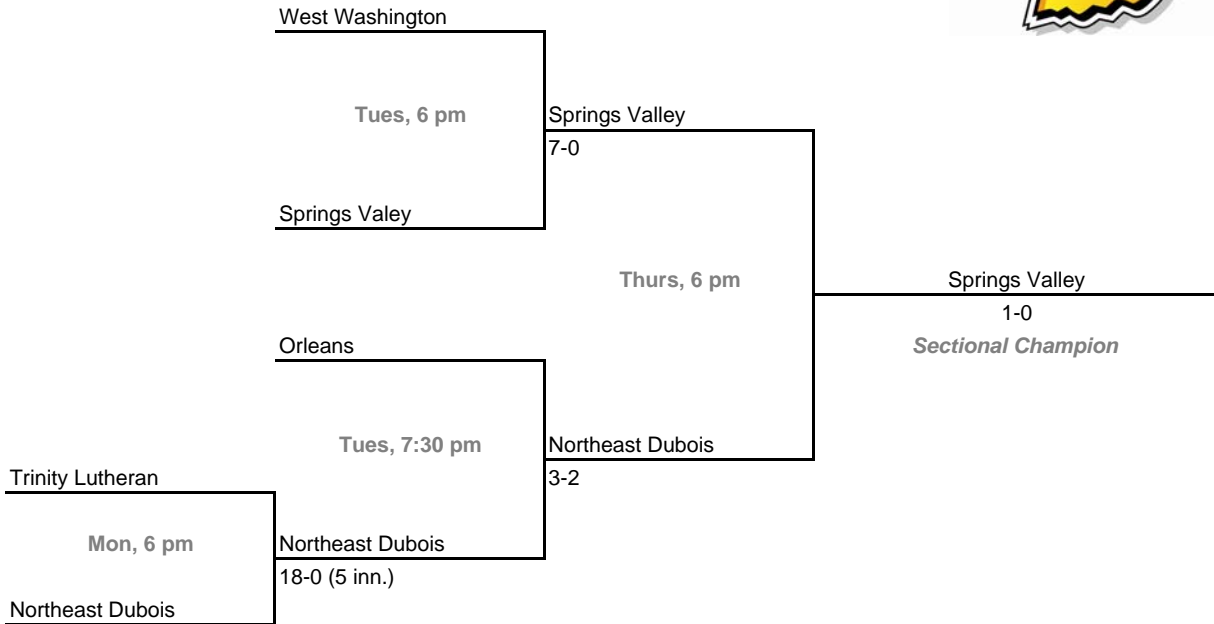 West Washington
Tues, 6 pm
Springs Valley
7-0
Springs Valey
Thurs, 6 pm
Springs Valley
1-0
Orleans
Sectional Champion
Tues, 7:30 pm
Northeast Dubois
Trinity Lutheran
3-2
Mon, 6 pm
Northeast Dubois
18-0 (5 inn.)
Northeast Dubois